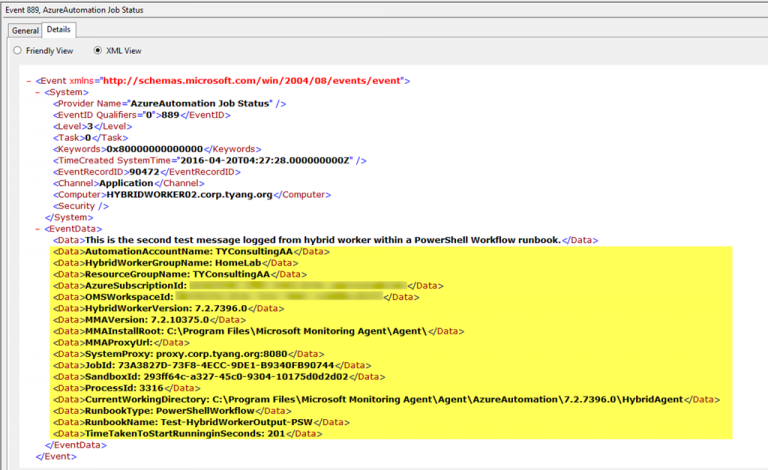 Event 889, AzureAutomation Job Status
General Details
Friendly View XML View
- <Event xmlns="http://schemas.microsoft.com/win/2004/08/events/event">
- <System>
<Provider Name="AzureAutomation Job Status" />
<EventID Qualifiers="0">889</EventID>
<Level>3</Level>
<Task>0</Task>
<Keywords>0x80000000000000</Keywords>
<TimeCreated SystemTime="2016-04-20T04:27:28.000000000Z" />
<EventRecordID>90472</EventRecordID>
<Channel>Application</Channel>
<Computer>HYBRIDWORKER02.corp.tyang.org</Computer>
<Security />
</System>
- <EventData>
<Data>This is the second test message logged from hybrid worker within a PowerShell Workflow runbook.</Data>
<Data>AutomationAccountName: TYConsultingAA</Data>
<Data>HybridWorkerGroupName: HomeLab</Data>
<Data>ResourceGroupName: TYConsultingAA</Data>
<Data>AzureSubscriptionId: </Data>
<Data>OMSWorkspaceId: </Data>
<Data>HybridWorkerVersion: 7.2.7396.0</Data>
<Data>MMAVersion: 7.2.10375.0</Data>
<Data>MMAInstallRoot: C:\Program Files\Microsoft Monitoring Agent\Agent\</Data>
<Data>MMAProxyUrl:</Data>
<Data>SystemProxy: proxy.corp.tyang.org:8080</Data>
<Data>JobId: 73A3827D-73F8-4ECC-9DE1-B9340FB90744</Data>
<Data>SandboxId: 293ff64c-a327-45c0-9304-10175d0d2d02</Data>
<Data>ProcessId: 3316</Data>
<Data>CurrentWorkingDirectory: C:\Program Files\Microsoft Monitoring Agent\Agent\AzureAutomation\7.2.7396.0\HybridAgent</Data>
<Data>RunbookType: PowerShellWorkflow</Data>
<Data>RunbookName: Test-HybridWorkerOutput-PSW</Data>
<Data>TimeTakenToStartRunninginSeconds: 201</Data>
</EventData>
</Event>